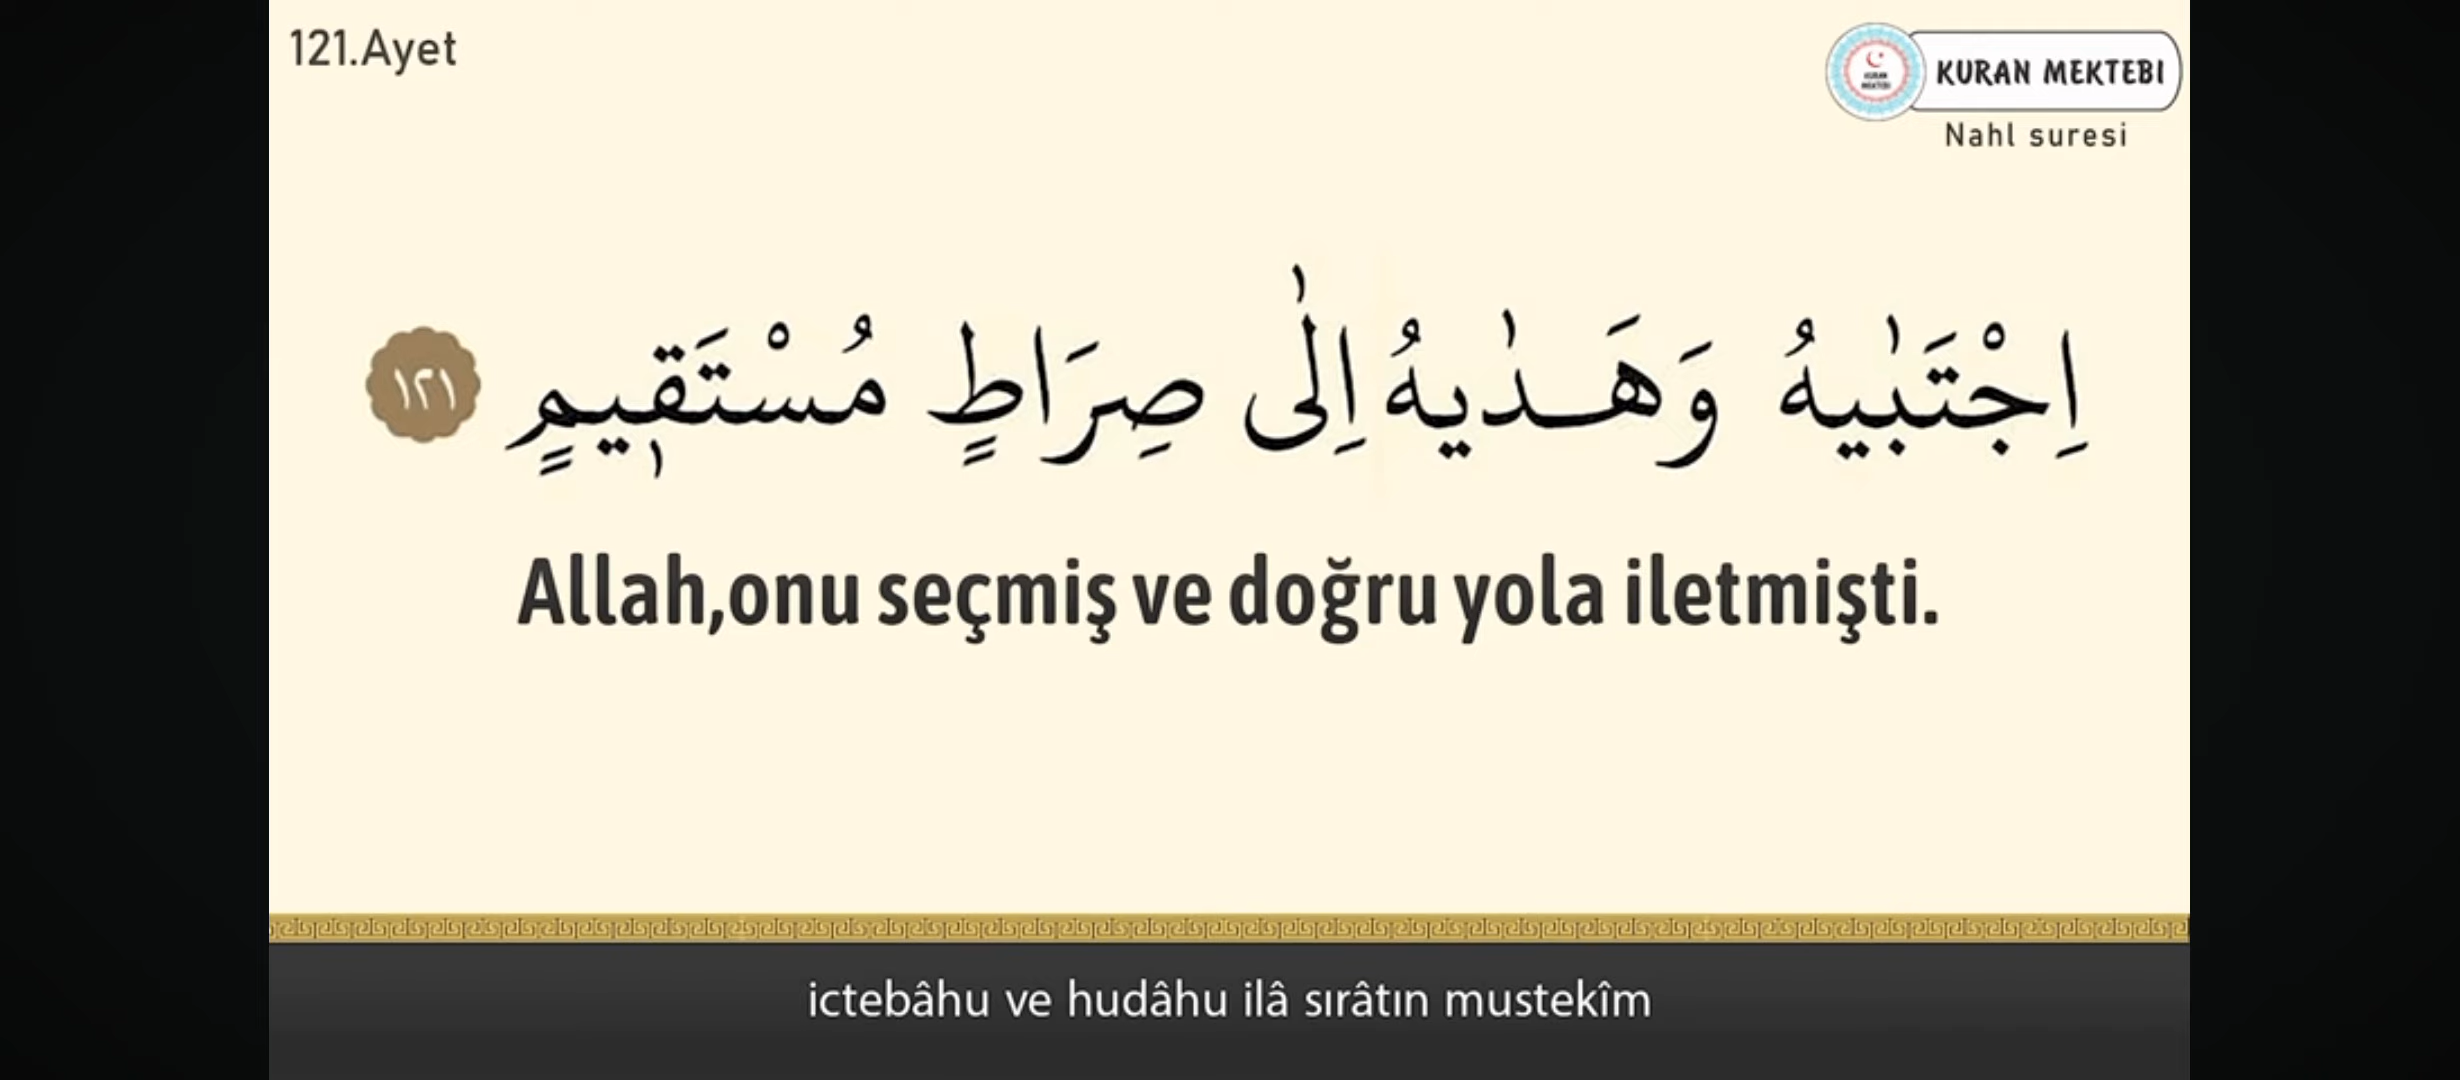 121.Ayet
KURAN MEKTEBI
Nahl suresi
اِجْتَبٰيهُ وَهَدٰيهُ اِلٰى صِرَاطٍ مُسْتَقٖيمٍ ١٢١
Allah,onu seçmiş ve doğru yola iletmişti.
ictebâhu ve hudâhu ilâ sırâtın mustekîm